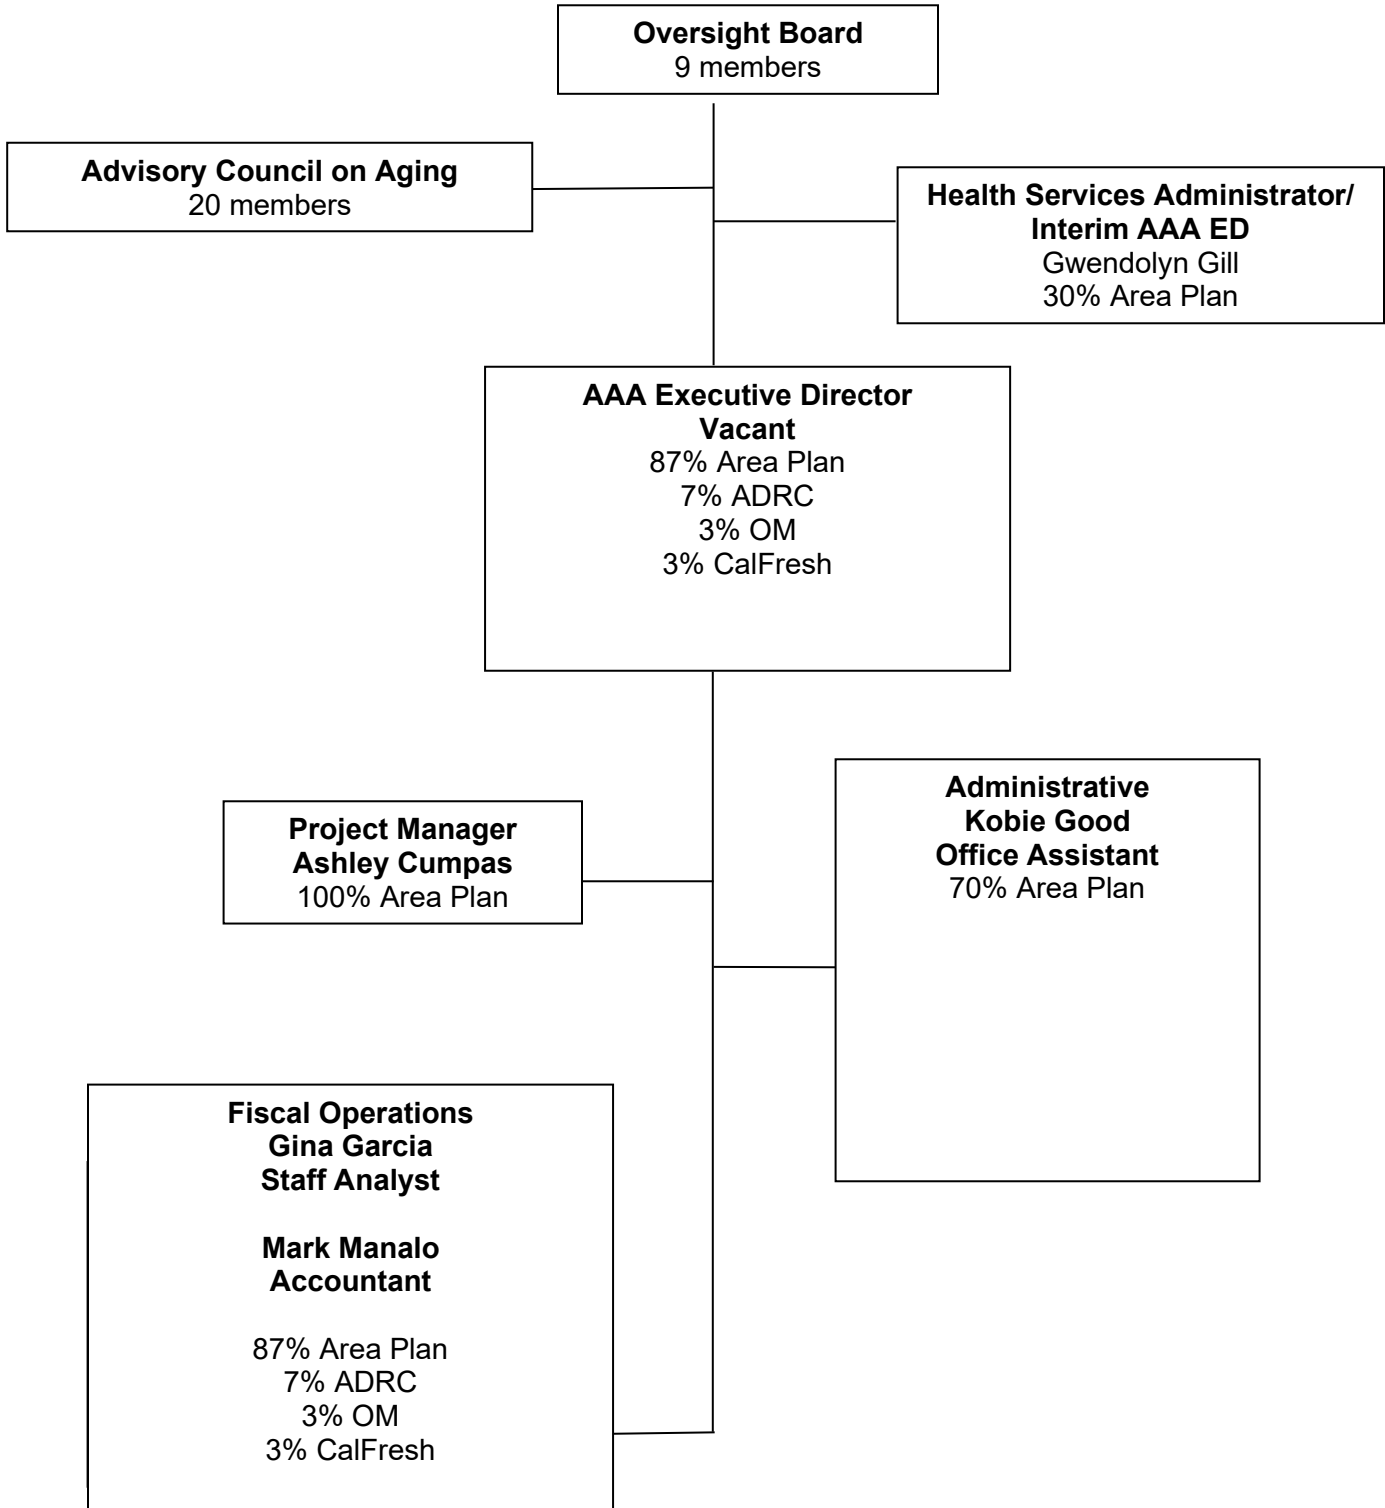 Oversight Board
9 members
Advisory Council on Aging
20 members
Health Services Administrator/
Interim AAA ED
Gwendolyn Gill
30% Area Plan
AAA Executive Director
Vacant
87% Area Plan
7% ADRC
3% OM
3% CalFresh
Project Manager
Ashley Cumpas
100% Area Plan
Administrative
Kobie Good
Office Assistant
70% Area Plan
Fiscal Operations
Gina Garcia
Staff Analyst
Mark Manalo
Accountant
87% Area Plan
7% ADRC
3% OM
3% CalFresh